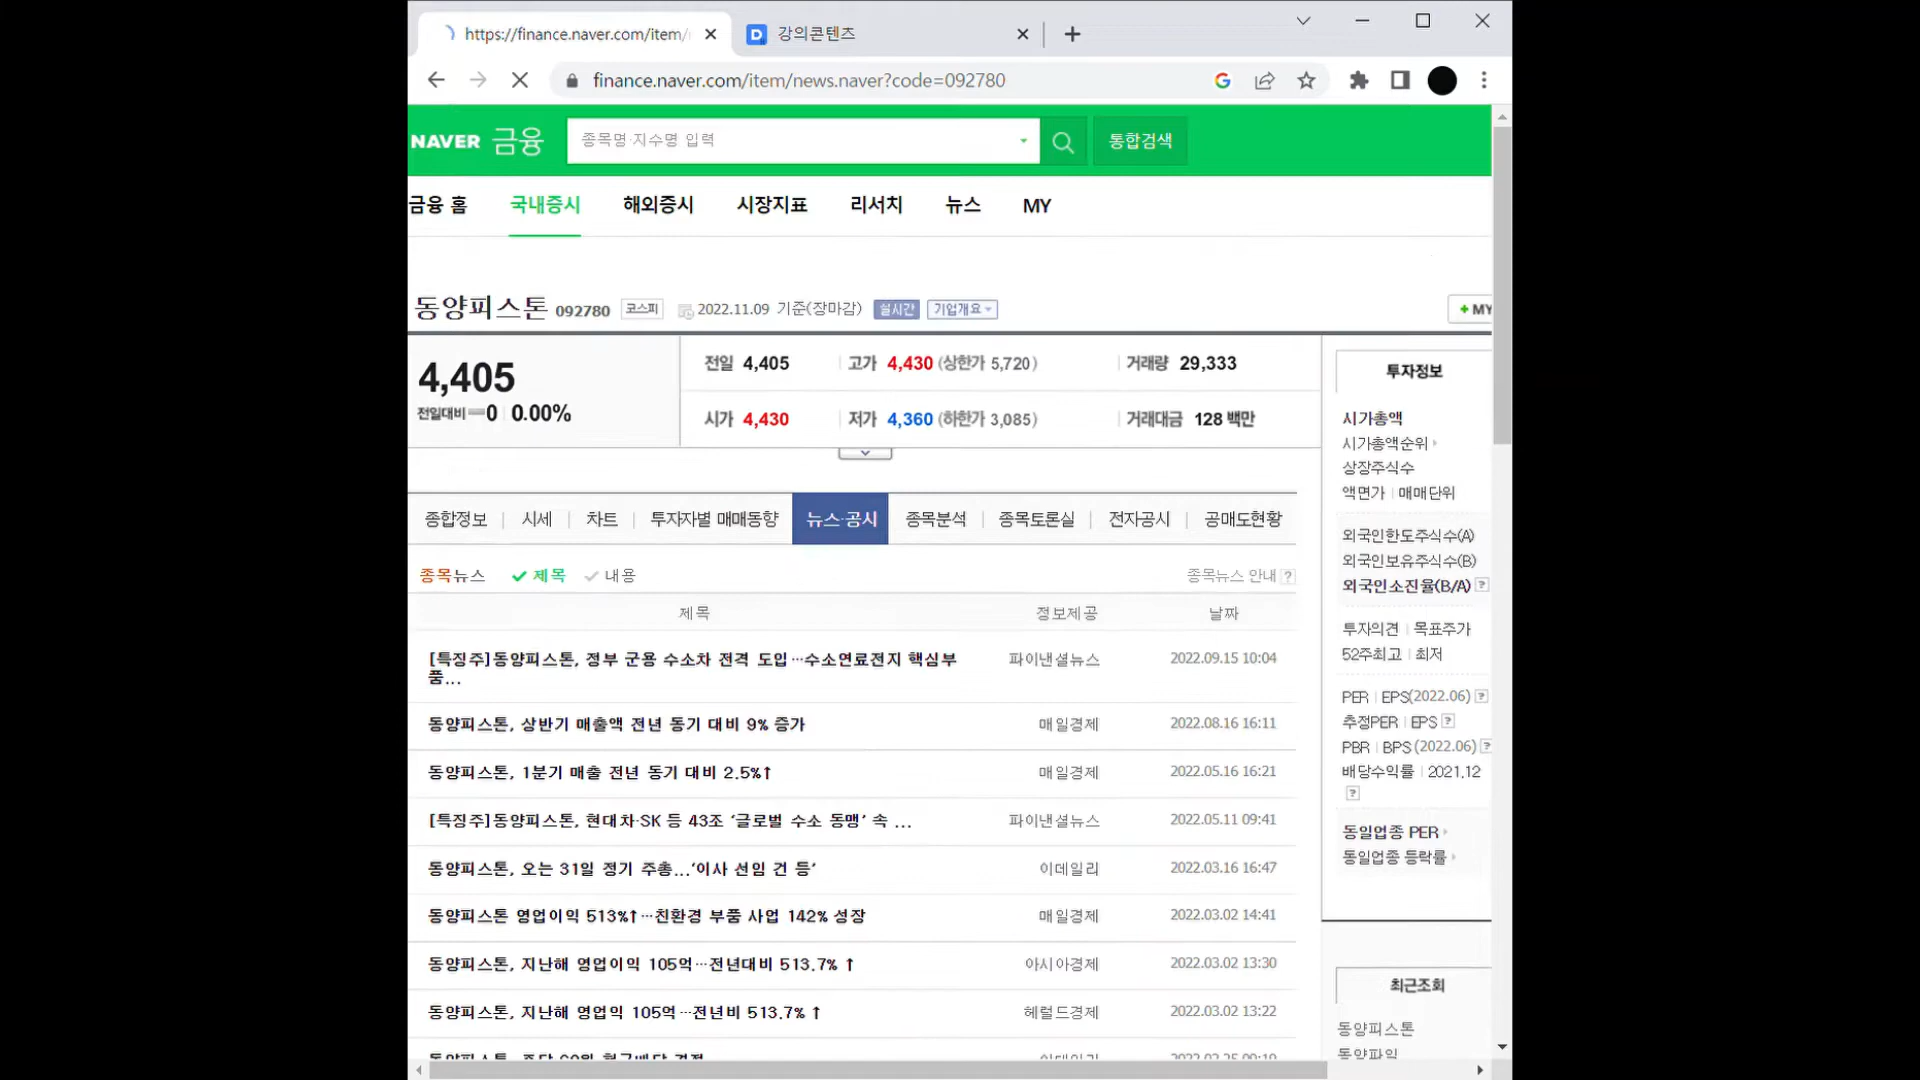 https://finance.naver.com/item/
강의콘텐츠
finance.naver.com/item/news.naver?code=092780
NAVER 금융
종목명·지수명 입력
통합검색
금융 홈
국내증시
해외증시
시장지표
리서치
뉴스
MY
동양피스톤 092780 코스피 2022.11.09 기준(장마감) 실시간 기업개요
+ MY
4,405
전일대비 0 0.00%
전일 4,405 고가 4,430 (상한가 5,720) 거래량 29,333
시가 4,430 저가 4,360 (하한가 3,085) 거래대금 128 백만
종합정보 시세 차트 투자자별 매매동향 뉴스·공시 종목분석 종목토론실 전자공시 공매도현황
종목뉴스 제목 내용 종목뉴스 안내 ?
제목 정보제공 날짜
[특징주]동양피스톤, 정부 군용 수소차 전격 도입…수소연료전지 핵심부품... 파이낸셜뉴스 2022.09.15 10:04
동양피스톤, 상반기 매출액 전년 동기 대비 9% 증가 매일경제 2022.08.16 16:11
동양피스톤, 1분기 매출 전년 동기 대비 2.5%↑ 매일경제 2022.05.16 16:21
[특징주]동양피스톤, 현대차·SK 등 43조 ‘글로벌 수소 동맹’ 속 ... 파이낸셜뉴스 2022.05.11 09:41
동양피스톤, 오는 31일 정기 주총...‘이사 선임 건 등’ 이데일리 2022.03.16 16:47
동양피스톤 영업이익 513%↑…친환경 부품 사업 142% 성장 매일경제 2022.03.02 14:41
동양피스톤, 지난해 영업이익 105억…전년대비 513.7% ↑ 아시아경제 2022.03.02 13:30
동양피스톤, 지난해 영업익 105억…전년비 513.7% ↑ 헤럴드경제 2022.03.02 13:22
투자정보
시가총액
시가총액순위
상장주식수
액면가 매매단위
외국인한도주식수(A)
외국인보유주식수(B)
외국인소진율(B/A) ?
투자의견 목표주가
52주최고 최저
PER EPS(2022.06) ?
추정PER EPS ?
PBR BPS (2022.06) ?
배당수익률 2021.12
?
동일업종 PER
동일업종 등락률
최근조회
동양피스톤
동양파일